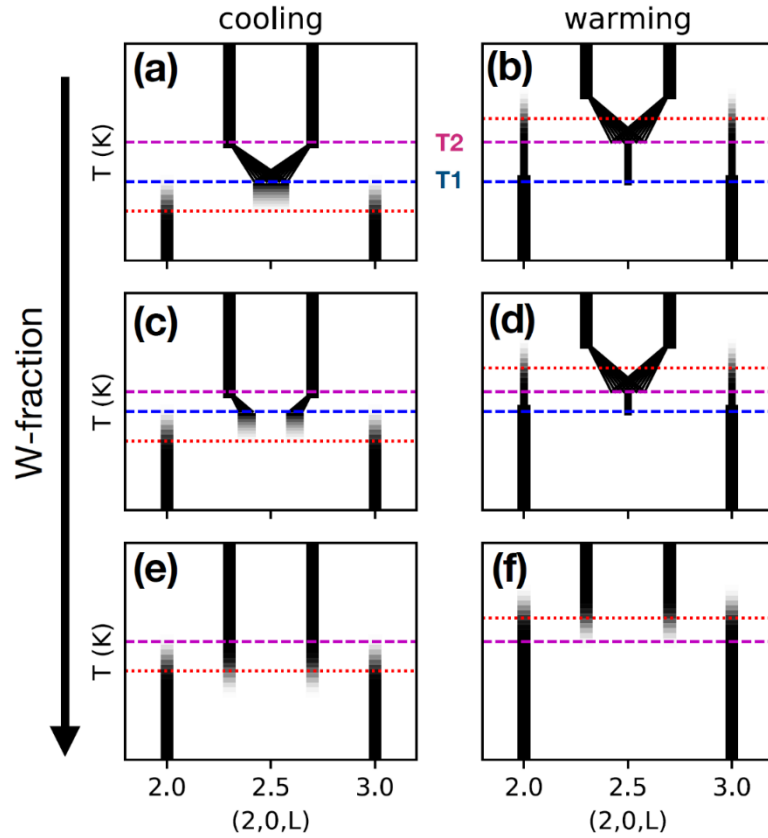 cooling
warming
(a)
(b)
T (K)
T2
T1
(c)
(d)
T (K)
W-fraction
(e)
(f)
T (K)
2.0 2.5 3.0
2.0 2.5 3.0
(2,0,L)
(2,0,L)